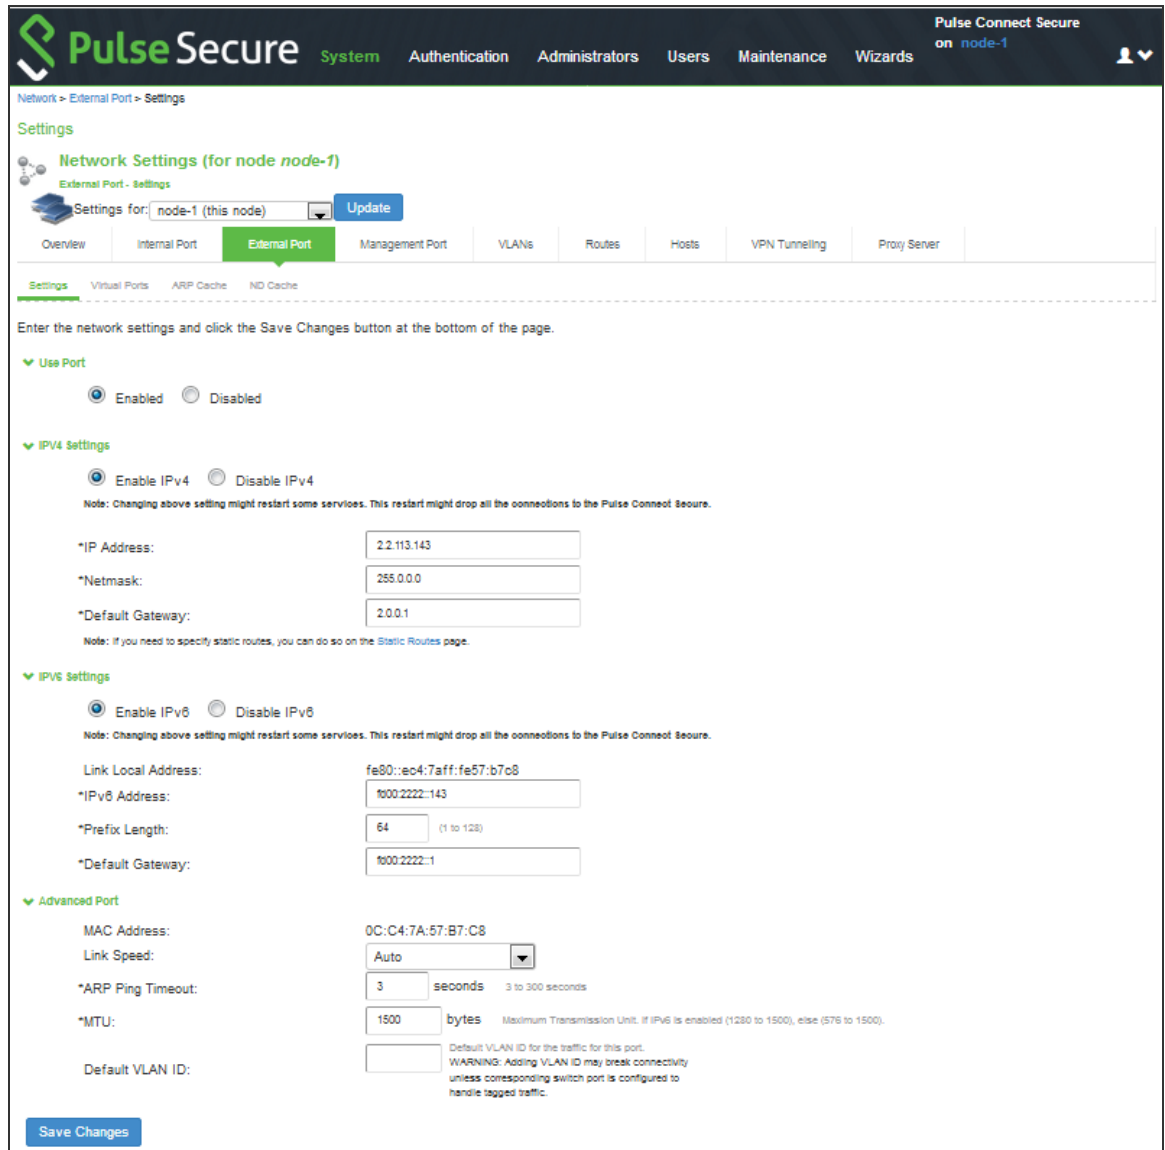 Pulse Secure
System Authentication Administrators Users Maintenance Wizards
Pulse Connect Secure
on node-1
Network > External Port > Settings
Settings
Network Settings (for node node-1)
External Port - Settings
Settings for: node-1 (this node) Update
Overview Internal Port External Port Management Port VLANs Routes Hosts VPN Tunneling Proxy Server
Settings Virtual Ports ARP Cache ND Cache
Enter the network settings and click the Save Changes button at the bottom of the page.
Use Port
Enabled Disabled
IPV4 Settings
Enable IPv4 Disable IPv4
Note: Changing above setting might restart some services. This restart might drop all the connections to the Pulse Connect Secure.
*IP Address: 2.2.113.143
*Netmask: 255.0.0.0
*Default Gateway: 2.0.0.1
Note: If you need to specify static routes, you can do so on the Static Routes page.
IPV6 Settings
Enable IPv6 Disable IPv6
Note: Changing above setting might restart some services. This restart might drop all the connections to the Pulse Connect Secure.
Link Local Address: fe80::ec4:7aff:fe57:b7c8
*IPv6 Address: fd00:2222::143
*Prefix Length: 64 (1 to 128)
*Default Gateway: fd00:2222::1
Advanced Port
MAC Address: 0C:C4:7A:57:B7:C8
Link Speed: Auto
*ARP Ping Timeout: 3 seconds 3 to 300 seconds
*MTU: 1500 bytes Maximum Transmission Unit. If IPv6 is enabled (1280 to 1500), else (576 to 1500).
Default VLAN ID:
Default VLAN ID for the traffic for this port.
WARNING: Adding VLAN ID may break connectivity
unless corresponding switch port is configured to
handle tagged traffic.
Save Changes